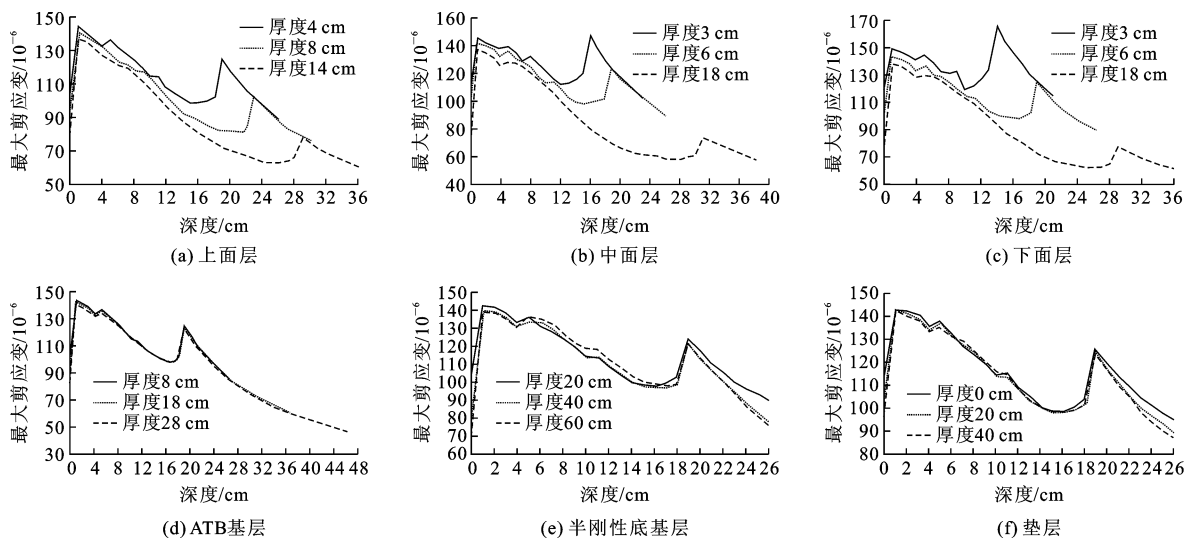 最大剪应变/10⁻⁶
150
130
110
90
70
50
厚度4 cm
厚度8 cm
厚度14 cm
0 4 8 12 16 20 24 28 32 36
深度/cm
(a) 上面层
最大剪应变/10⁻⁶
160
140
120
100
80
60
40
厚度3 cm
厚度6 cm
厚度18 cm
0 4 8 12 16 20 24 28 32 36 40
深度/cm
(b) 中面层
最大剪应变/10⁻⁶
170
150
130
110
90
70
50
厚度3 cm
厚度6 cm
厚度18 cm
0 4 8 12 16 20 24 28 32 36
深度/cm
(c) 下面层
最大剪应变/10⁻⁶
150
130
110
90
70
50
30
厚度8 cm
厚度18 cm
厚度28 cm
0 4 8 12 16 20 24 28 32 36 40 44 48
深度/cm
(d) ATB基层
最大剪应变/10⁻⁶
150
140
130
120
110
100
90
80
70
60
厚度20 cm
厚度40 cm
厚度60 cm
0 2 4 6 8 10 12 14 16 18 20 22 24 26
深度/cm
(e) 半刚性底基层
最大剪应变/10⁻⁶
150
140
130
120
110
100
90
80
厚度0 cm
厚度20 cm
厚度40 cm
0 2 4 6 8 10 12 14 16 18 20 22 24 26
深度/cm
(f) 垫层